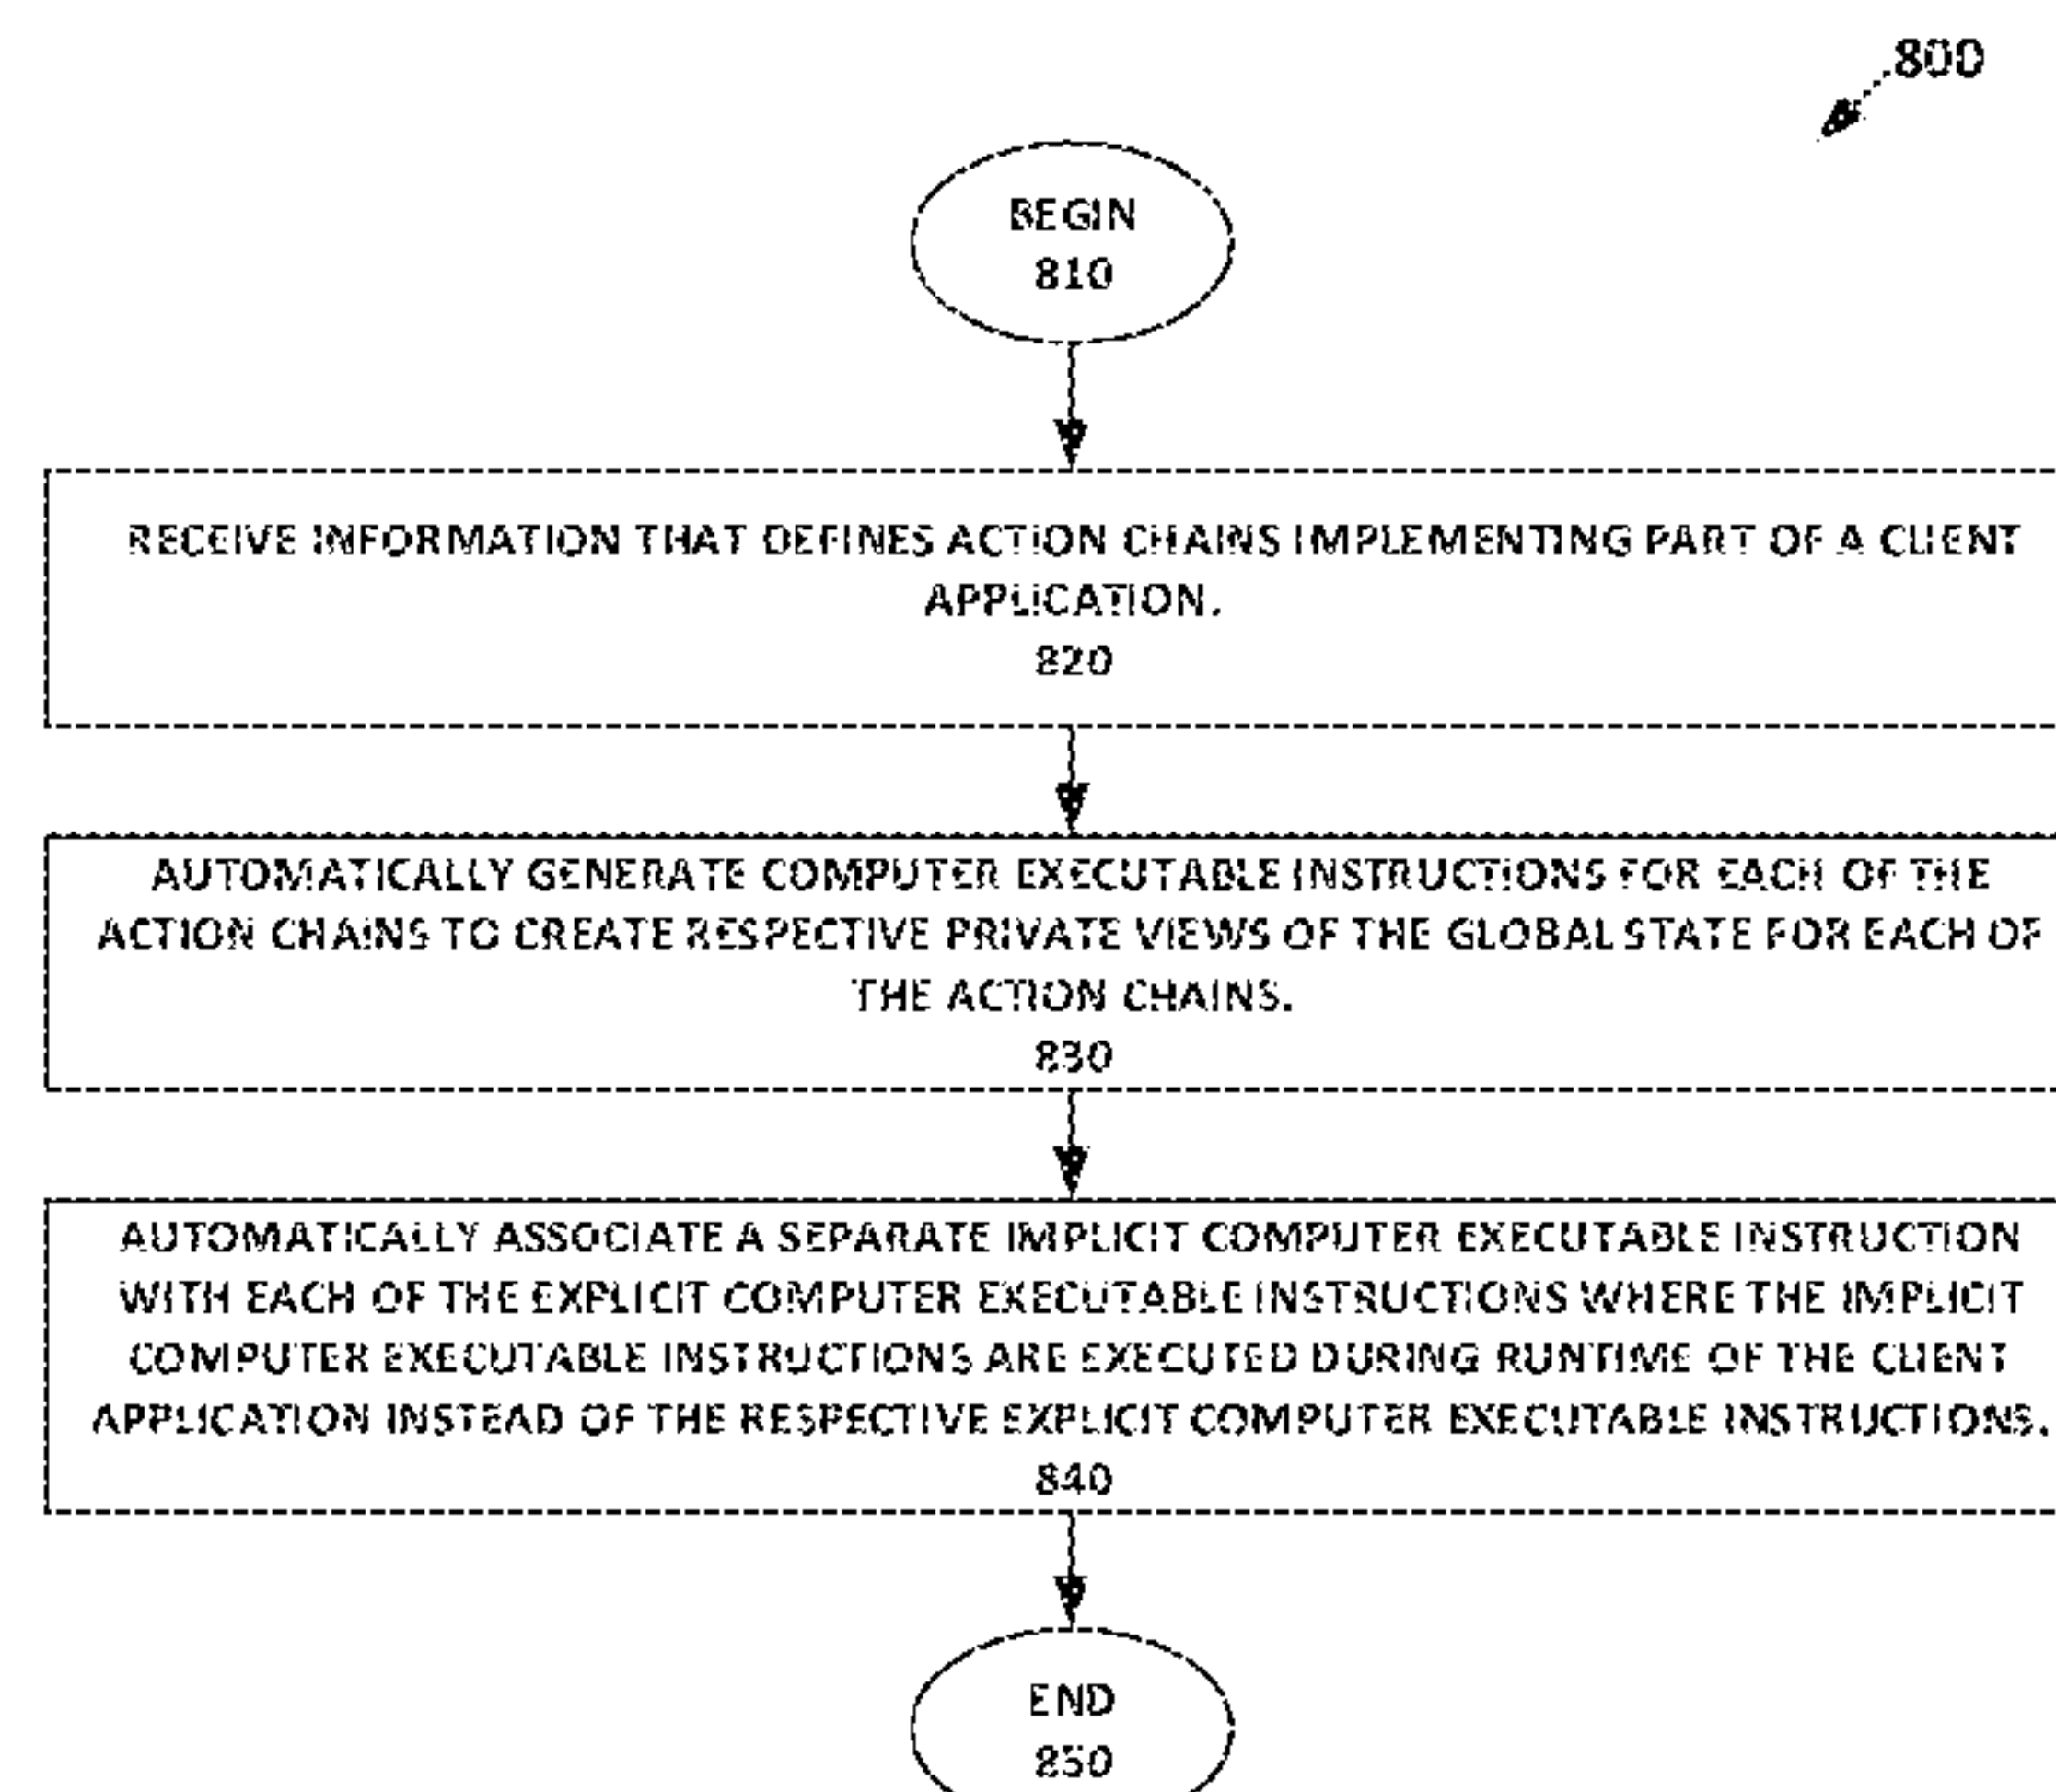 800
BEGIN
810
RECEIVE INFORMATION THAT DEFINES ACTION CHAINS IMPLEMENTING PART OF A CLIENT
APPLICATION.
820
AUTOMATICALLY GENERATE COMPUTER EXECUTABLE INSTRUCTIONS FOR EACH OF THE
ACTION CHAINS TO CREATE RESPECTIVE PRIVATE VIEWS OF THE GLOBAL STATE FOR EACH OF
THE ACTION CHAINS.
830
AUTOMATICALLY ASSOCIATE A SEPARATE IMPLICIT COMPUTER EXECUTABLE INSTRUCTION
WITH EACH OF THE EXPLICIT COMPUTER EXECUTABLE INSTRUCTIONS WHERE THE IMPLICIT
COMPUTER EXECUTABLE INSTRUCTIONS ARE EXECUTED DURING RUNTIME OF THE CLIENT
APPLICATION INSTEAD OF THE RESPECTIVE EXPLICIT COMPUTER EXECUTABLE INSTRUCTIONS.
840
END
850